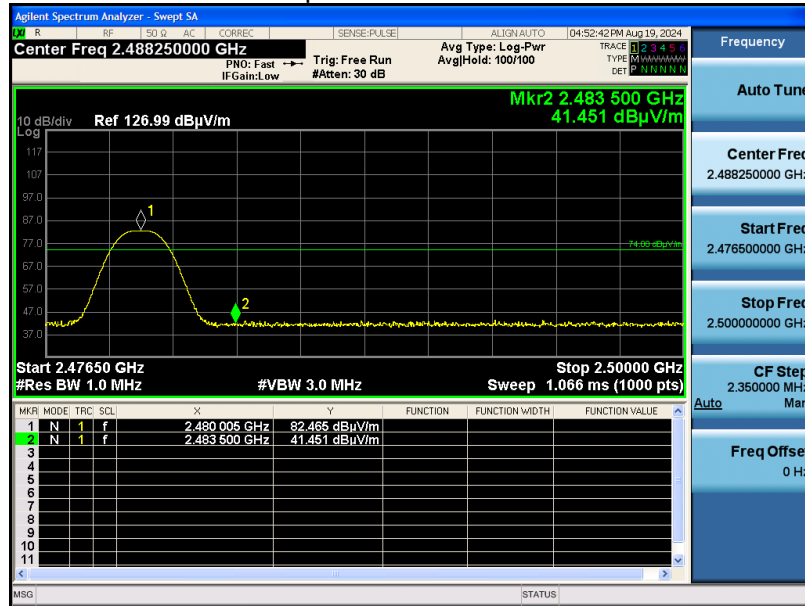 Agilent Spectrum Analyzer - Swept SA
LXI R RF 50 Ω AC CORREC SENSE:PULSE ALIGN AUTO 04:52:42 PM Aug 19, 2024
Center Freq 2.488250000 GHz
PNO: Fast
IFGain:Low
Trig: Free Run
#Atten: 30 dB
Avg Type: Log-Pwr
Avg|Hold: 100/100
TRACE 1 2 3 4 5 6
TYPE M
DET P N N N N N
Mkr2 2.483 500 GHz
41.451 dBµV/m
10 dB/div Ref 126.99 dBµV/m
Log
117
107
97.0
87.0
77.0
67.0
57.0
47.0
37.0
1
2
74.00 dBµV/m
Start 2.47650 GHz Stop 2.50000 GHz
#Res BW 1.0 MHz #VBW 3.0 MHz Sweep 1.066 ms (1000 pts)
MKR MODE TRC SCL X Y FUNCTION FUNCTION WIDTH FUNCTION VALUE
1 N 1 f 2.480 005 GHz 82.465 dBµV/m
2 N 1 f 2.483 500 GHz 41.451 dBµV/m
3
4
5
6
7
8
9
10
11
MSG STATUS
Frequency
Auto Tune
Center Freq
2.488250000 GHz
Start Freq
2.476500000 GHz
Stop Freq
2.500000000 GHz
CF Step
2.350000 MHz
Auto Man
Freq Offset
0 Hz